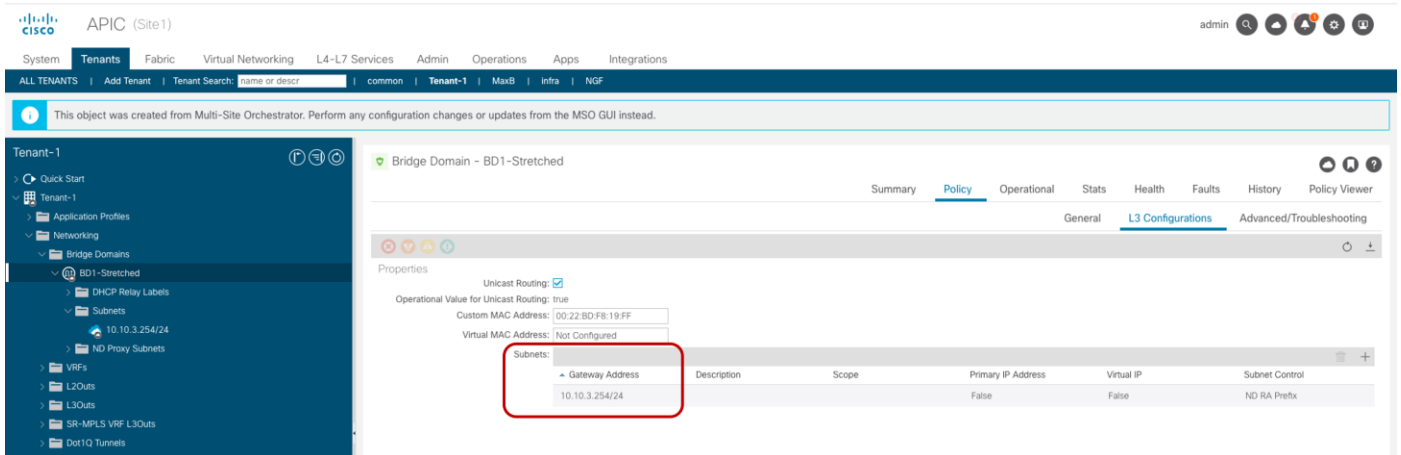 CISCO
APIC (Site1)
admin
System Tenants Fabric Virtual Networking L4-L7 Services Admin Operations Apps Integrations
ALL TENANTS | Add Tenant | Tenant Search: name or descr | common | Tenant-1 | MaxB | infra | NGF
This object was created from Multi-Site Orchestrator. Perform any configuration changes or updates from the MSO GUI instead.
Tenant-1
Quick Start
Tenant-1
Application Profiles
Networking
Bridge Domains
BD1-Stretched
DHCP Relay Labels
Subnets
10.10.3.254/24
ND Proxy Subnets
VRFs
L2Outs
L3Outs
SR-MPLS VRF L3Outs
Dot1Q Tunnels
Bridge Domain - BD1-Stretched
Summary Policy Operational Stats Health Faults History Policy Viewer
General L3 Configurations Advanced/Troubleshooting
Properties
Unicast Routing:
Operational Value for Unicast Routing: true
Custom MAC Address: 00:22:BD:F8:19:FF
Virtual MAC Address: Not Configured
Subnets:
Gateway Address Description Scope Primary IP Address Virtual IP Subnet Control
10.10.3.254/24 False False ND RA Prefix